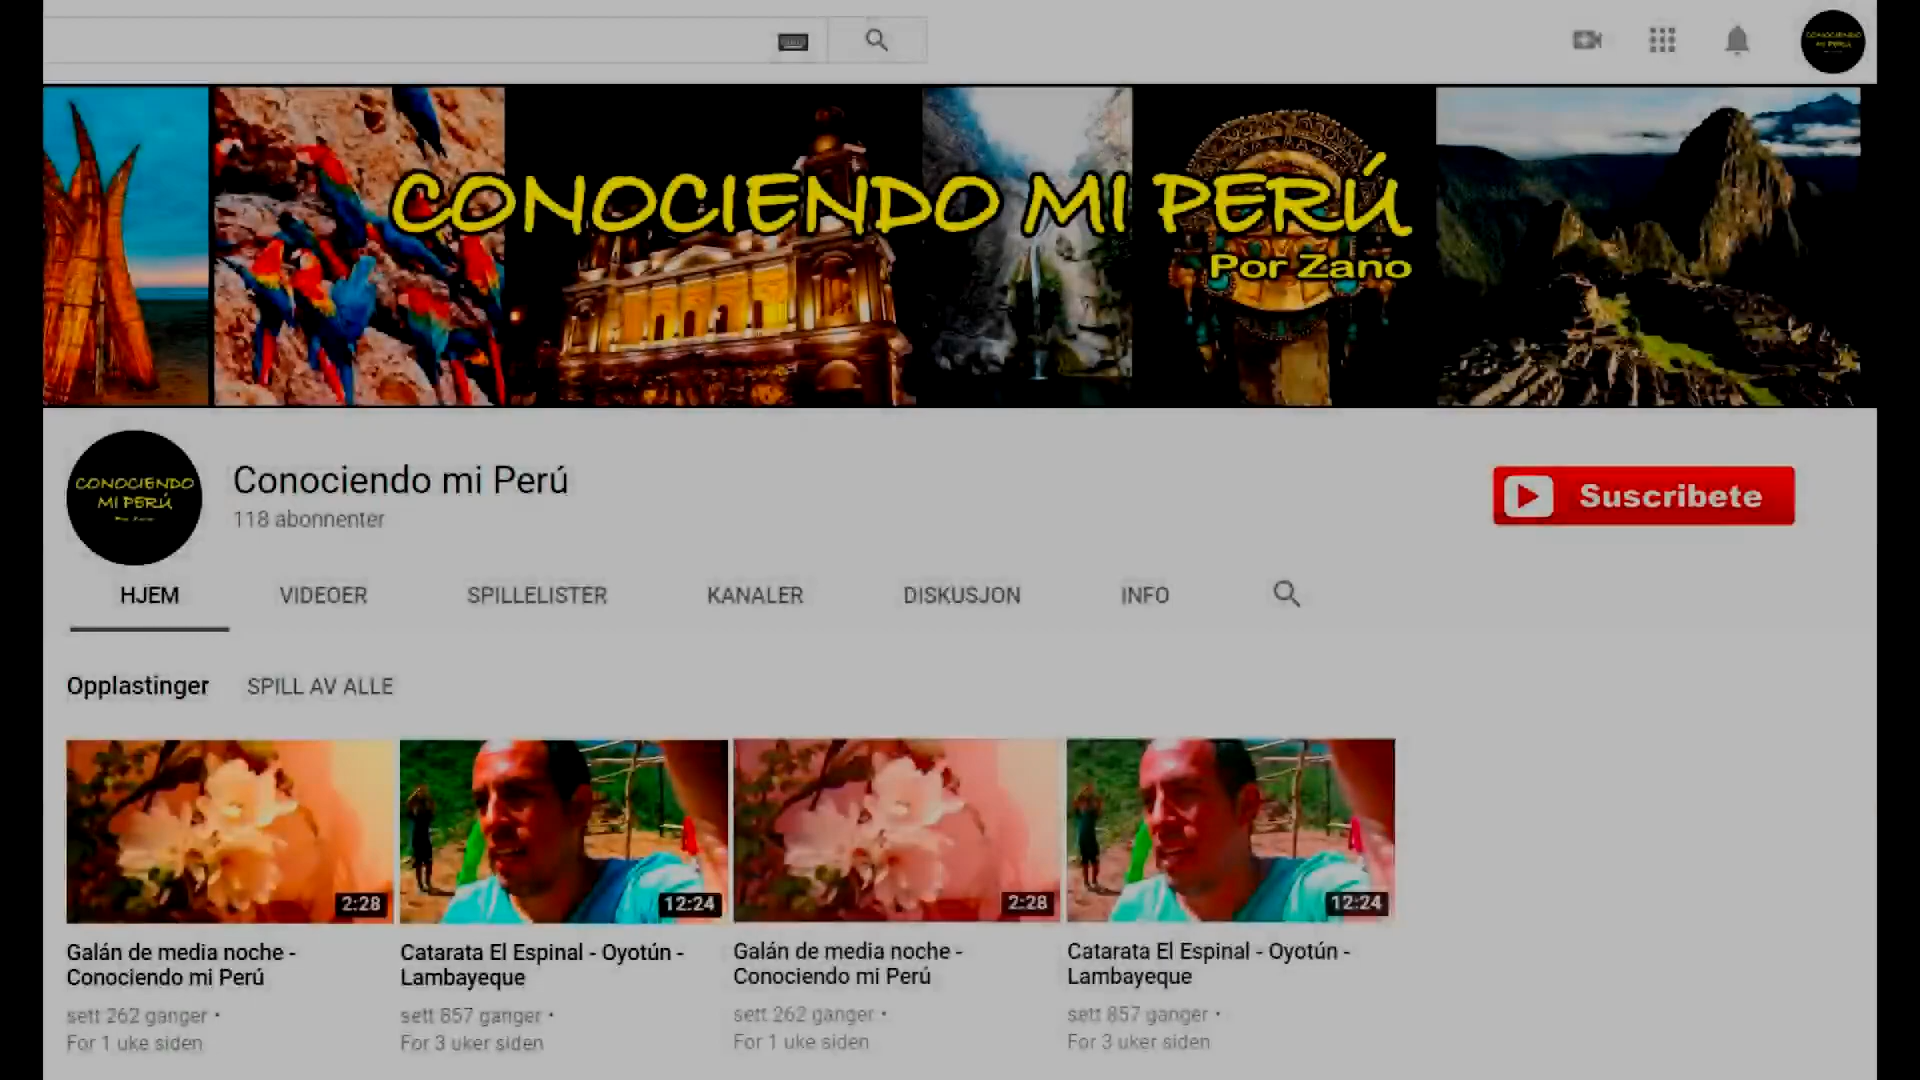 CONOCIENDO
MI PERÚ
CONOCIENDO MI PERÚ
Por Zano
CONOCIENDO
MI PERÚ
Conociendo mi Perú
118 abonnenter
Suscribete
HJEM VIDEOER SPILLELISTER KANALER DISKUSJON INFO
Opplastinger SPILL AV ALLE
2:28 12:24 2:28 12:24
Galán de media noche -
Conociendo mi Perú
sett 262 ganger •
For 1 uke siden
Catarata El Espinal - Oyotún -
Lambayeque
sett 857 ganger •
For 3 uker siden
Galán de media noche -
Conociendo mi Perú
sett 262 ganger •
For 1 uke siden
Catarata El Espinal - Oyotún -
Lambayeque
sett 857 ganger •
For 3 uker siden